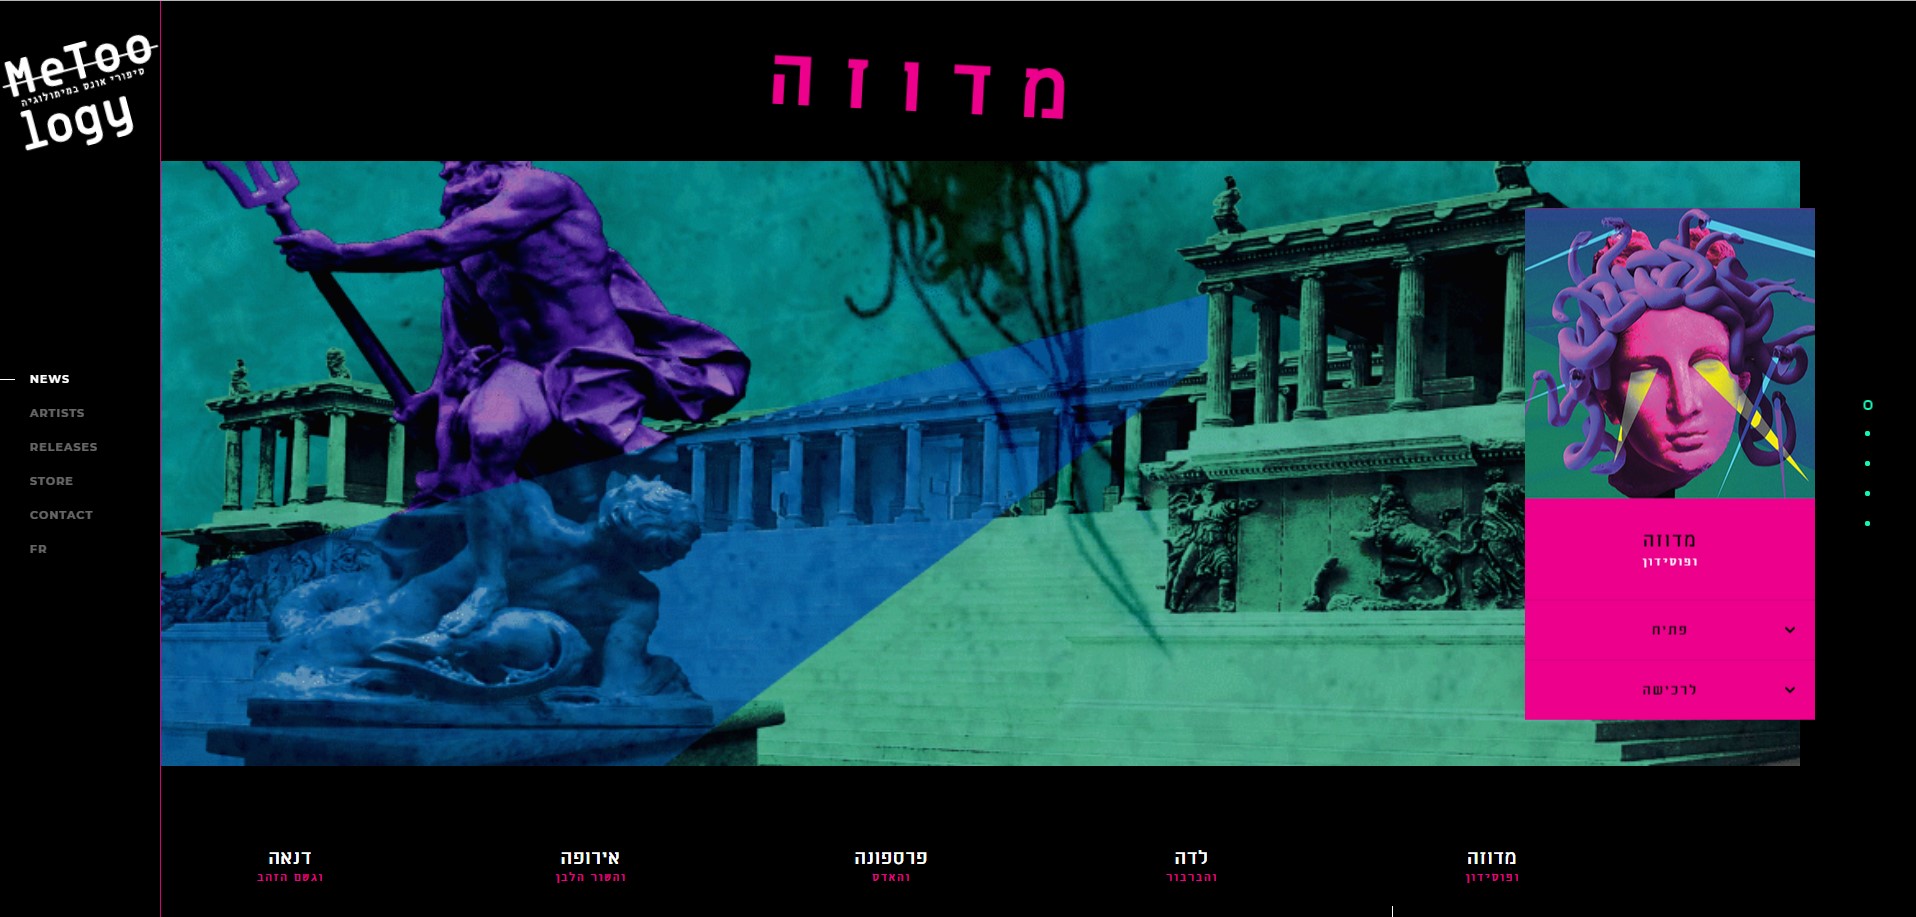 MeToo
סיפורי אונס במיתולוגיה
logy
מדוזה
NEWS
ARTISTS
RELEASES
STORE
CONTACT
FR
מדוזה
ופוסידון
פתיח
לרכישה
מדוזה
ופוסידון
לדה
והברבור
פרספונה
והאדס
אירופה
והשור הלבן
דנאה
וגשם הזהב